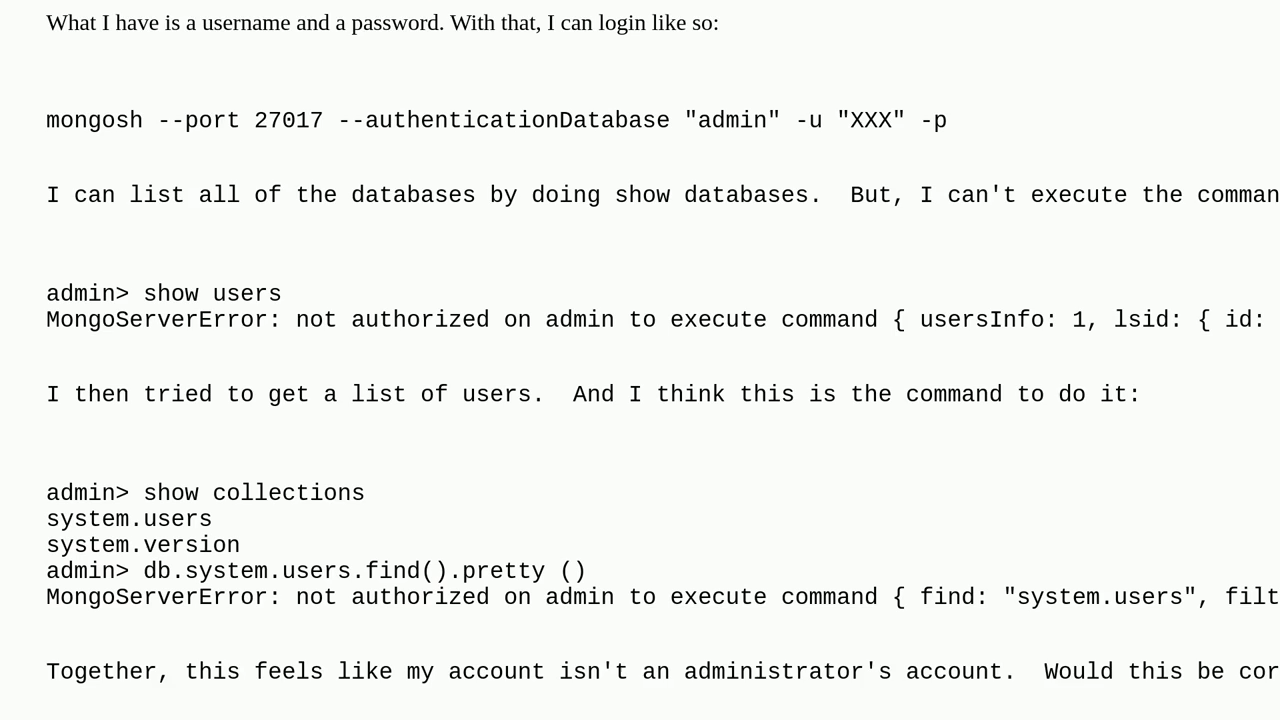 What I have is a username and a password. With that, I can login like so:
mongosh --port 27017 --authenticationDatabase "admin" -u "XXX" -p
I can list all of the databases by doing show databases.  But, I can't execute the comman
admin> show users
MongoServerError: not authorized on admin to execute command { usersInfo: 1, lsid: { id:
I then tried to get a list of users.  And I think this is the command to do it:
admin> show collections
system.users
system.version
admin> db.system.users.find().pretty ()
MongoServerError: not authorized on admin to execute command { find: "system.users", filt
Together, this feels like my account isn't an administrator's account.  Would this be cor